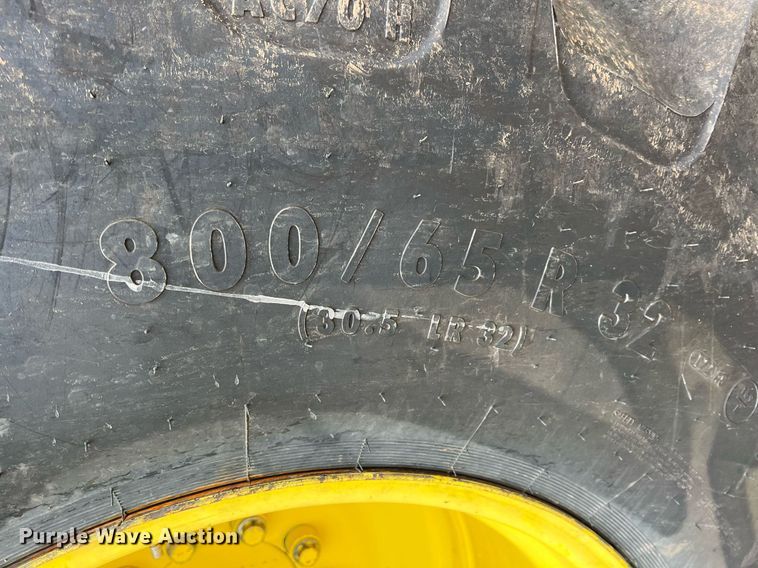 800/65 R 32
(30.5 LR 32)
Purple Wave Auction